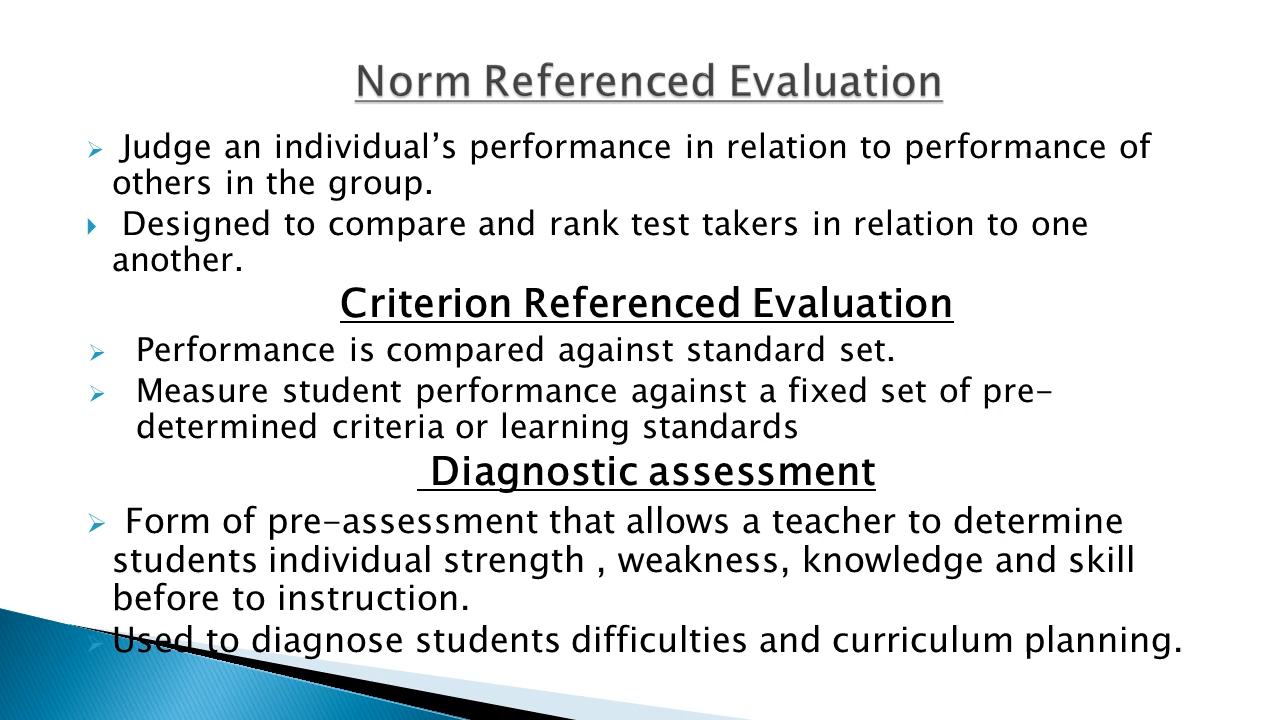 Norm Referenced Evaluation
Judge an individual’s performance in relation to performance of
others in the group.
Designed to compare and rank test takers in relation to one
another.
Criterion Referenced Evaluation
Performance is compared against standard set.
Measure student performance against a fixed set of pre-
determined criteria or learning standards
Diagnostic assessment
Form of pre-assessment that allows a teacher to determine
students individual strength , weakness, knowledge and skill
before to instruction.
Used to diagnose students difficulties and curriculum planning.